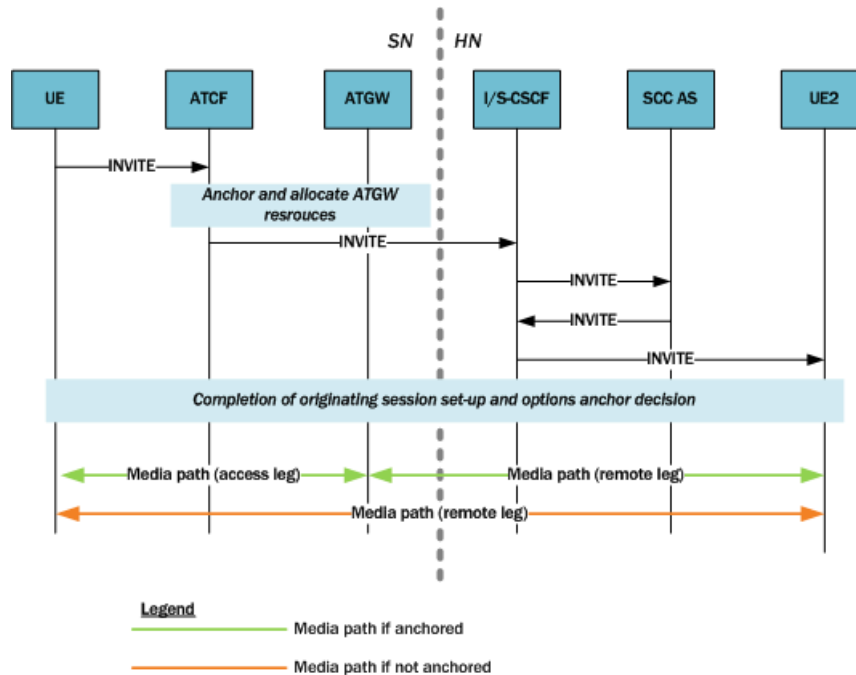 SN HN
UE ATCF ATGW I/S-CSCF SCC AS UE2
INVITE
Anchor and allocate ATGW
resrouces
INVITE
INVITE
INVITE
INVITE
Completion of originating session set-up and options anchor decision
Media path (access leg) Media path (remote leg)
Media path (remote leg)
Legend
Media path if anchored
Media path if not anchored